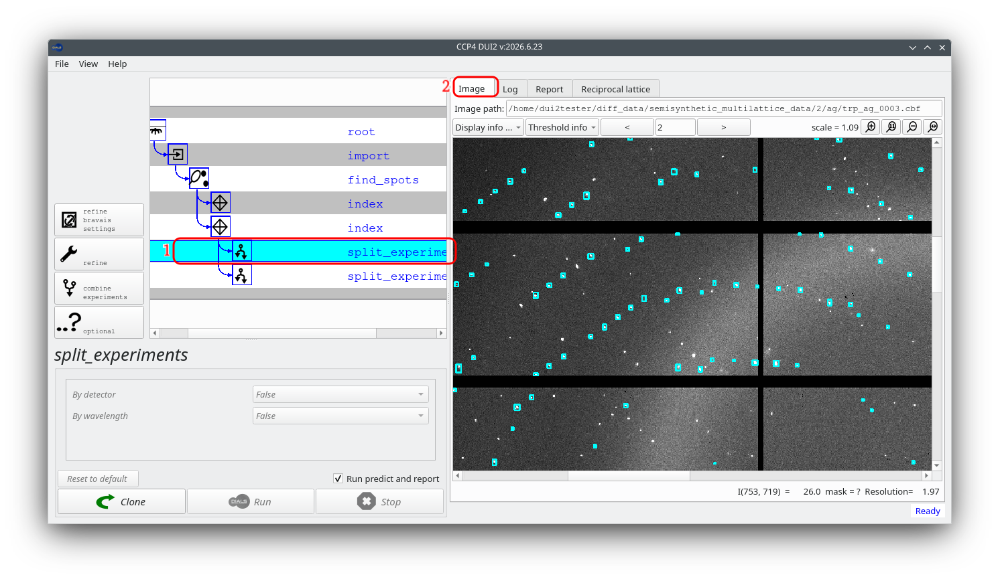 CCP4 DUI2 v:2026.6.23
File View Help
root
import
find_spots
index
index
1 split_experime
split_experime
refine
bravais
settings
refine
combine
experiments
optional
split_experiments
By detector False
By wavelength False
Reset to default
Run predict and report
Clone
DIALS Run
Stop
2 Image Log Report Reciprocal lattice
Image path: /home/dui2tester/diff_data/semisynthetic_multilattice_data/2/ag/trp_ag_0003.cbf
Display info ... Threshold info < 2 > scale = 1.09
I(753, 719) = 26.0 mask = ? Resolution= 1.97
Ready